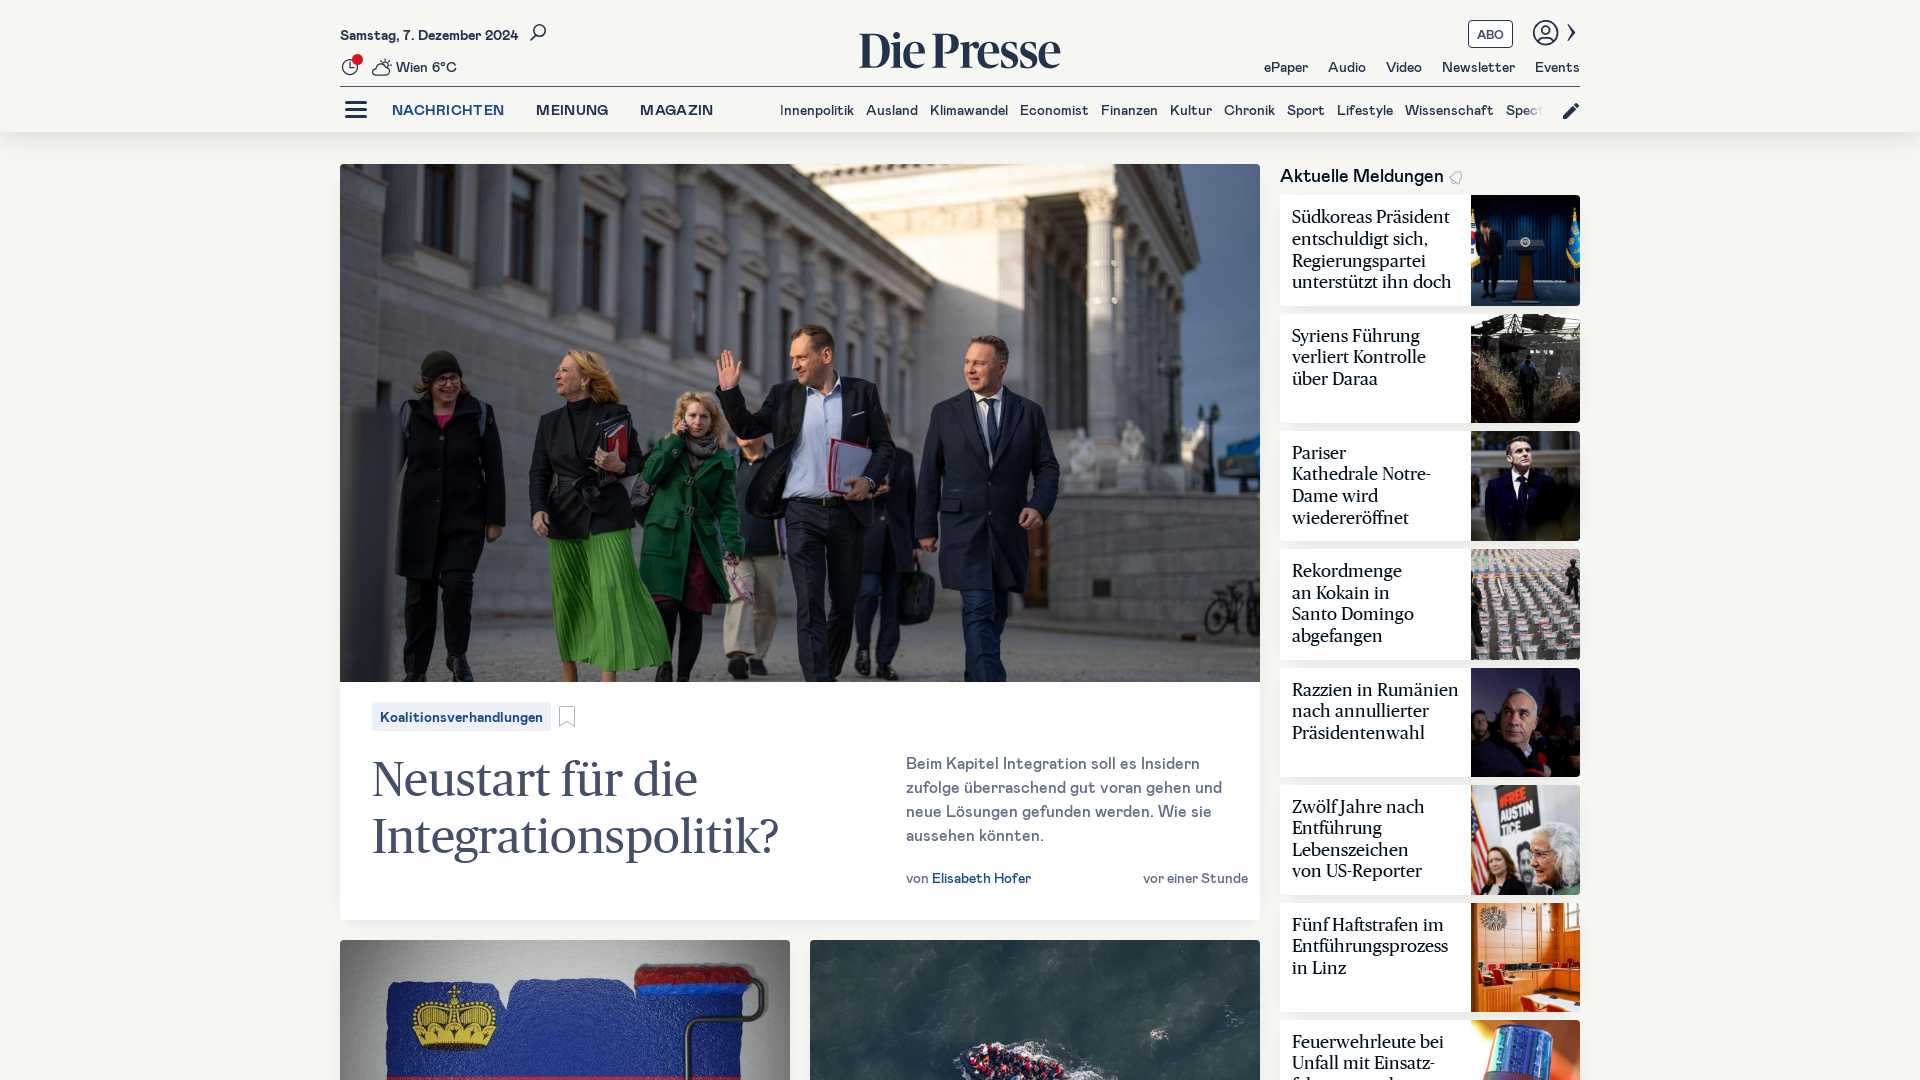 Samstag, 7. Dezember 2024
Die Presse
ABO
Wien 6°C
ePaper Audio Video Newsletter Events
NACHRICHTEN MEINUNG MAGAZIN
Innenpolitik Ausland Klimawandel Economist Finanzen Kultur Chronik Sport Lifestyle Wissenschaft Spect
Koalitionsverhandlungen
Neustart für die
Integrationspolitik?
Beim Kapitel Integration soll es Insidern
zufolge überraschend gut voran gehen und
neue Lösungen gefunden werden. Wie sie
aussehen könnten.
von Elisabeth Hofer
vor einer Stunde
Aktuelle Meldungen
Südkoreas Präsident
entschuldigt sich,
Regierungspartei
unterstützt ihn doch
Syriens Führung
verliert Kontrolle
über Daraa
Pariser
Kathedrale Notre-
Dame wird
wiedereröffnet
Rekordmenge
an Kokain in
Santo Domingo
abgefangen
Razzien in Rumänien
nach annullierter
Präsidentenwahl
Zwölf Jahre nach
Entführung
Lebenszeichen
von US-Reporter
#FREE
AUSTIN
TICE
Fünf Haftstrafen im
Entführungsprozess
in Linz
Feuerwehrleute bei
Unfall mit Einsatz-